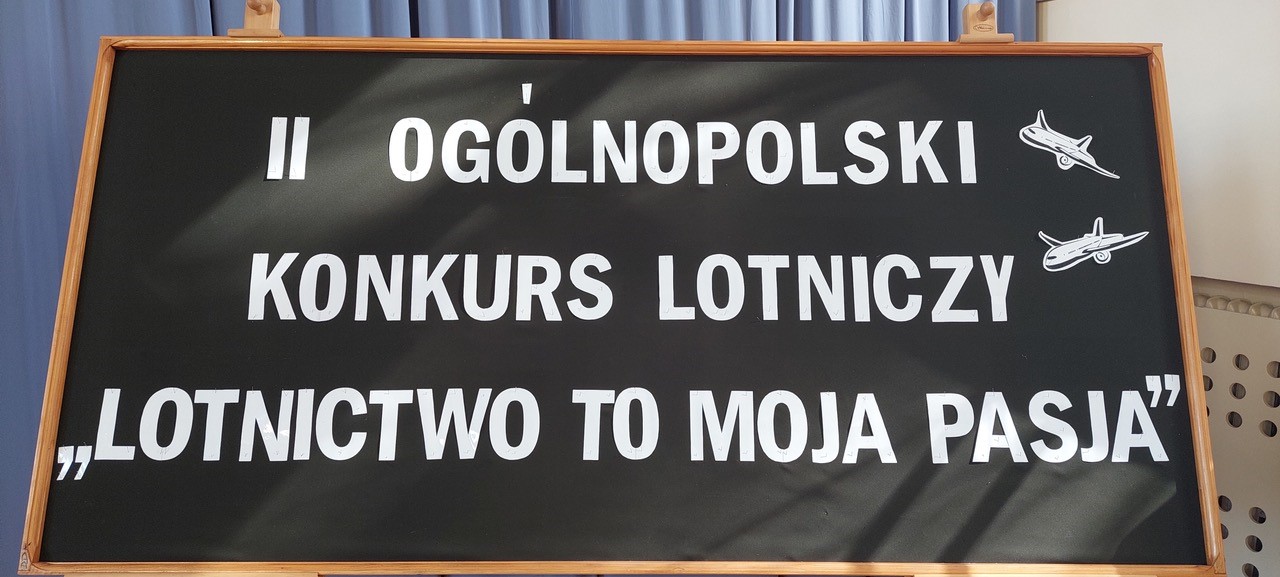 II OGÓLNOPOLSKI
KONKURS LOTNICZY
„LOTNICTWO TO MOJA PASJA”